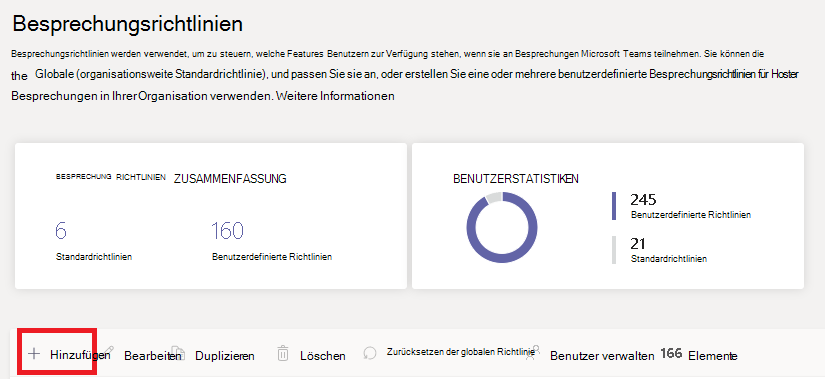 Besprechungsrichtlinien
Besprechungsrichtlinien werden verwendet, um zu steuern, welche Features Benutzern zur Verfügung stehen, wenn sie an Besprechungen Microsoft Teams teilnehmen. Sie können die
the Globale (organisationsweite Standardrichtlinie), und passen Sie sie an, oder erstellen Sie eine oder mehrere benutzerdefinierte Besprechungsrichtlinien für Hoster
Besprechungen in Ihrer Organisation verwenden. Weitere Informationen
BESPRECHUNG RICHTLINIEN ZUSAMMENFASSUNG
6
Standardrichtlinien
160
Benutzerdefinierte Richtlinien
BENUTZERSTATISTIKEN
245
Benutzerdefinierte Richtlinien
21
Standardrichtlinien
Hinzufügen Bearbeiten Duplizieren Löschen Zurücksetzen der globalen Richtlinie Benutzer verwalten 166 Elemente